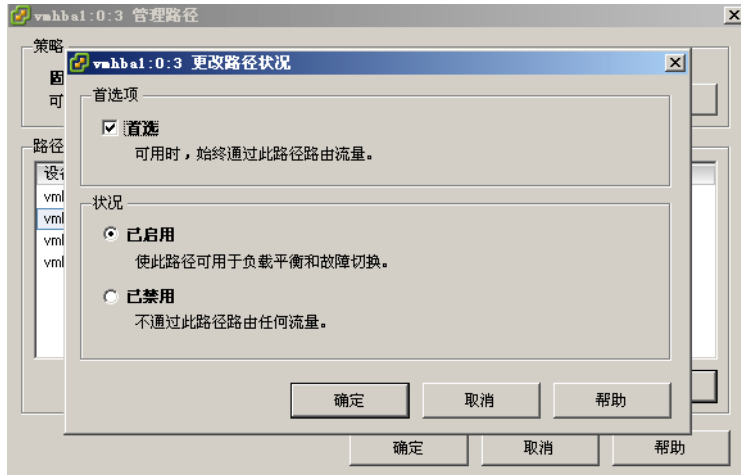 vmhba1:0:3 管理路径
策略
固
可
vmhba1:0:3 更改路径状况
首选项
首选
可用时，始终通过此路径路由流量。
路径
设
vml
vml
vml
vml
状况
已启用
使此路径可用于负载平衡和故障切换。
已禁用
不通过此路径路由任何流量。
确定 取消 帮助
确定 取消 帮助